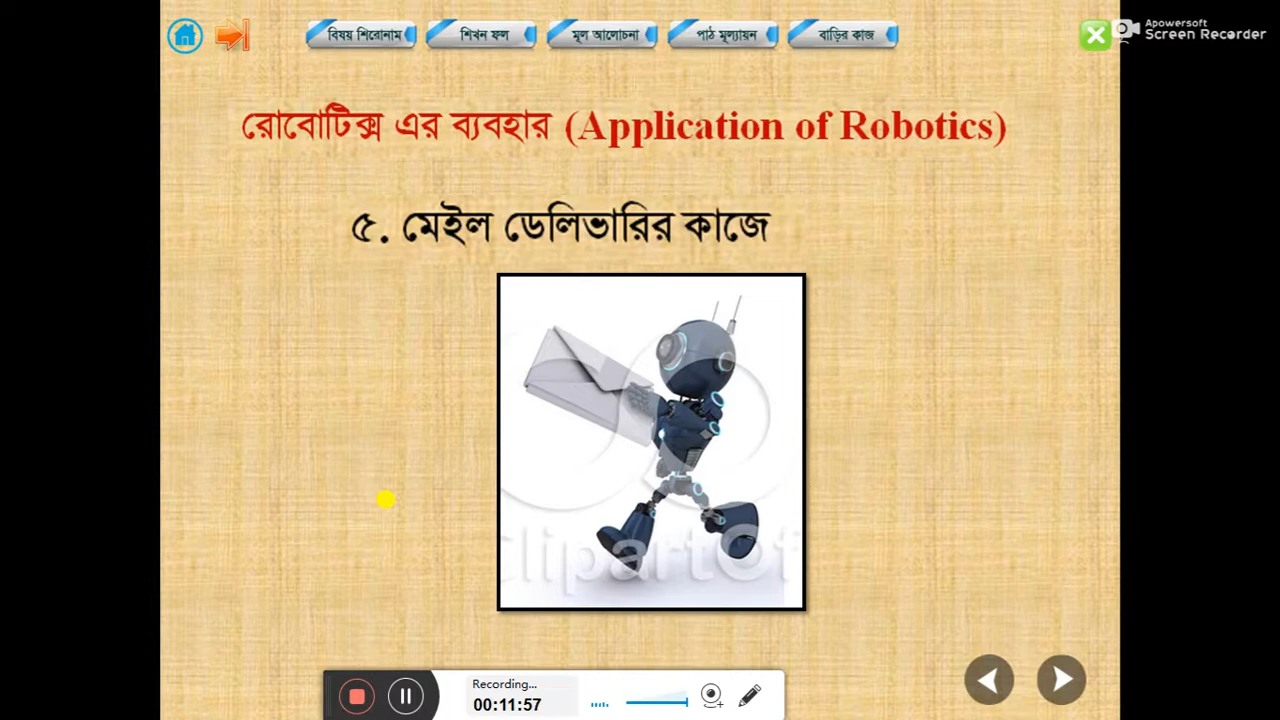 বিষয় শিরোনাম
শিখন ফল
মূল আলোচনা
পাঠ মূল্যায়ন
বাড়ির কাজ
Apowersoft
Screen Recorder
রোবোটিক্স এর ব্যবহার (Application of Robotics)
৫. মেইল ডেলিভারির কাজে
clipartOf
Recording...
00:11:57